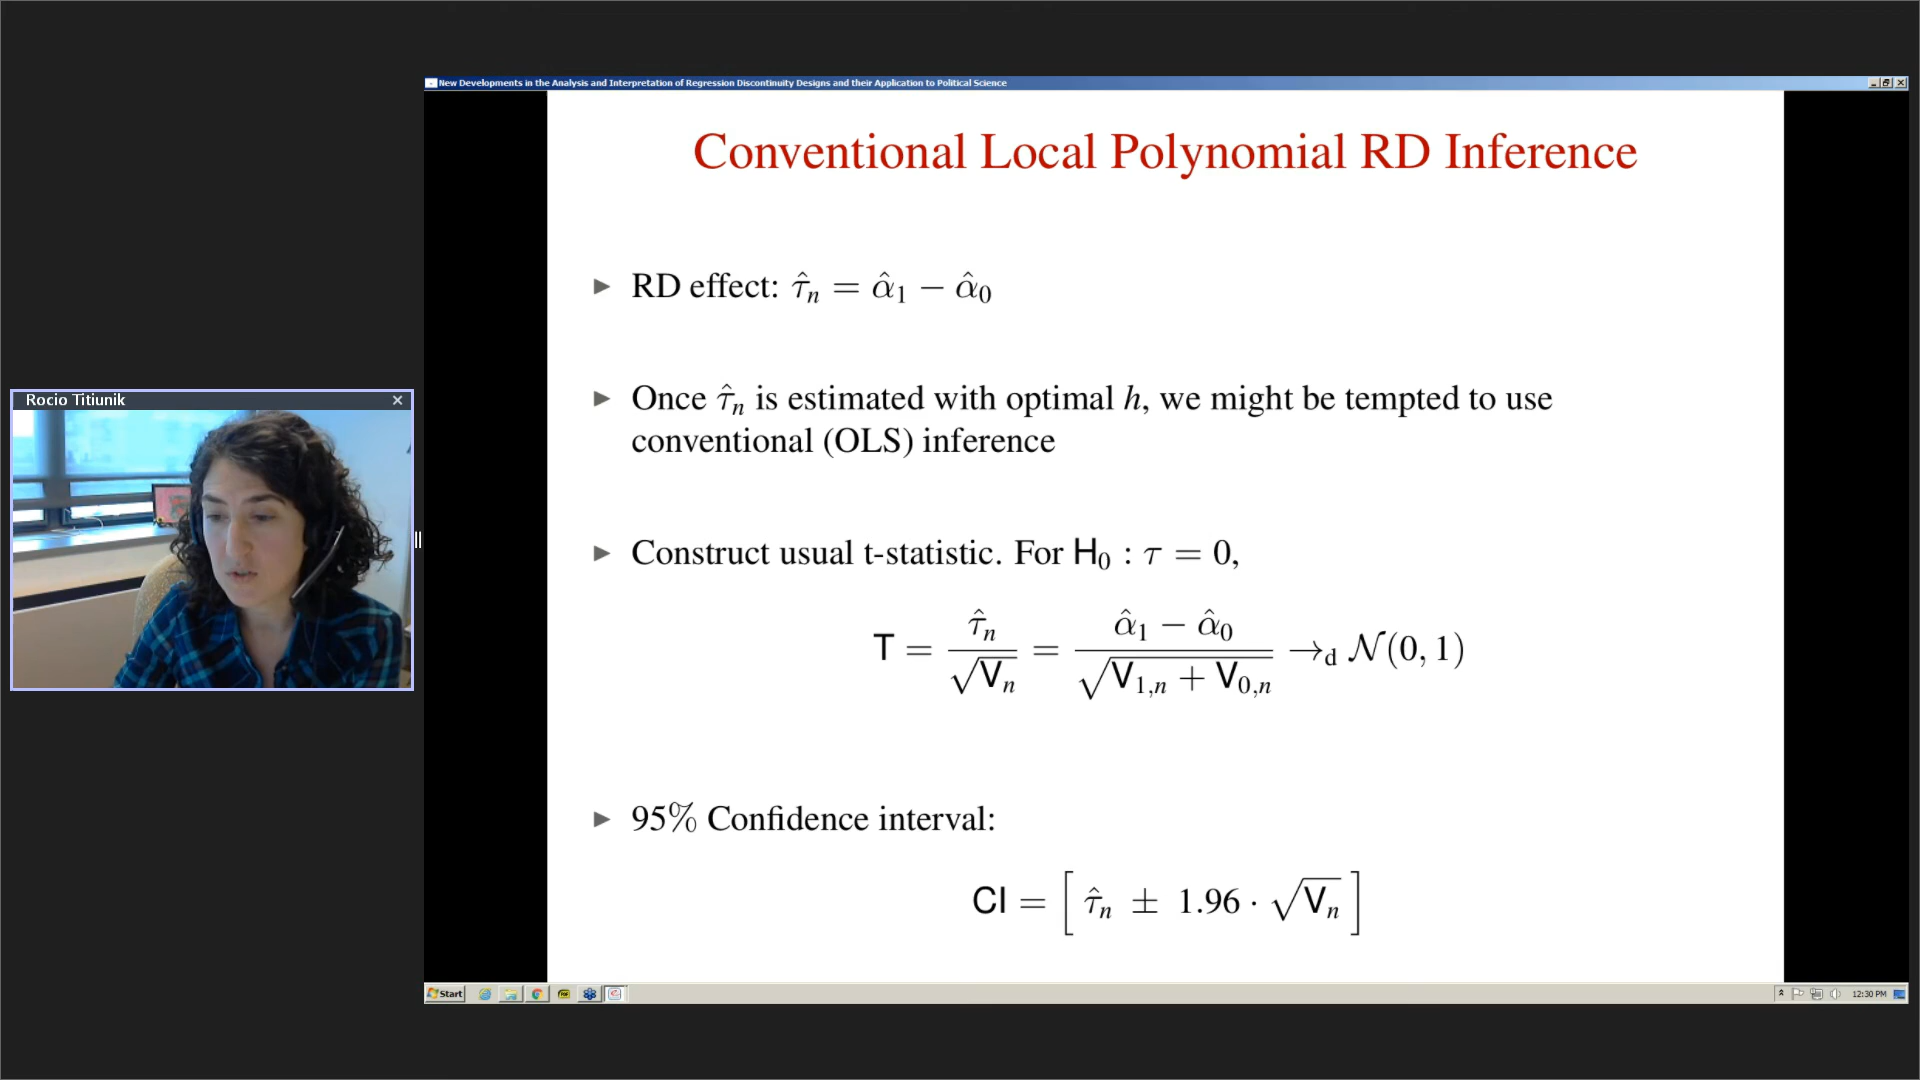 New Developments in the Analysis and Interpretation of Regression Discontinuity Designs and their Application to Political Science
Conventional Local Polynomial RD Inference
Rocio Titiunik
▶ RD effect: τ̂ₙ = α̂₁ − α̂₀
▶ Once τ̂ₙ is estimated with optimal h, we might be tempted to use
conventional (OLS) inference
▶ Construct usual t-statistic. For H₀ : τ = 0,
T = τ̂ₙ / √Vₙ = (α̂₁ − α̂₀) / √(V₁,ₙ + V₀,ₙ) →d 𝒩(0, 1)
▶ 95% Confidence interval:
CI = [ τ̂ₙ ± 1.96 · √Vₙ ]
Start
12:30 PM